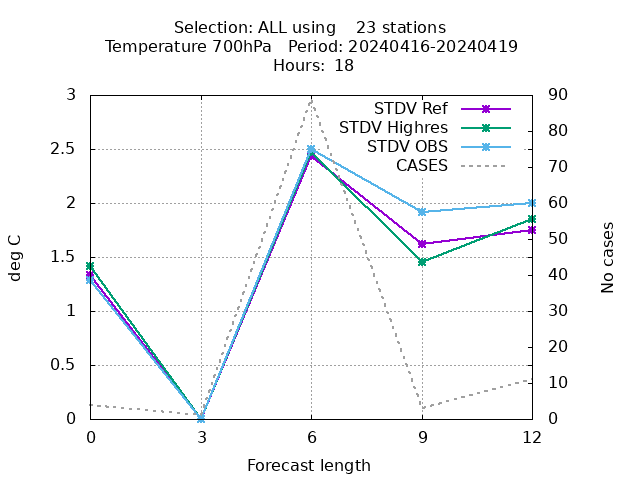 Selection: ALL using    23 stations
Temperature 700hPa   Period: 20240416-20240419
Hours:  18
STDV Ref
STDV Highres
STDV OBS
CASES
3
2.5
2
1.5
1
0.5
0
90
80
70
60
50
40
30
20
10
0
deg C
No cases
0 3 6 9 12
Forecast length